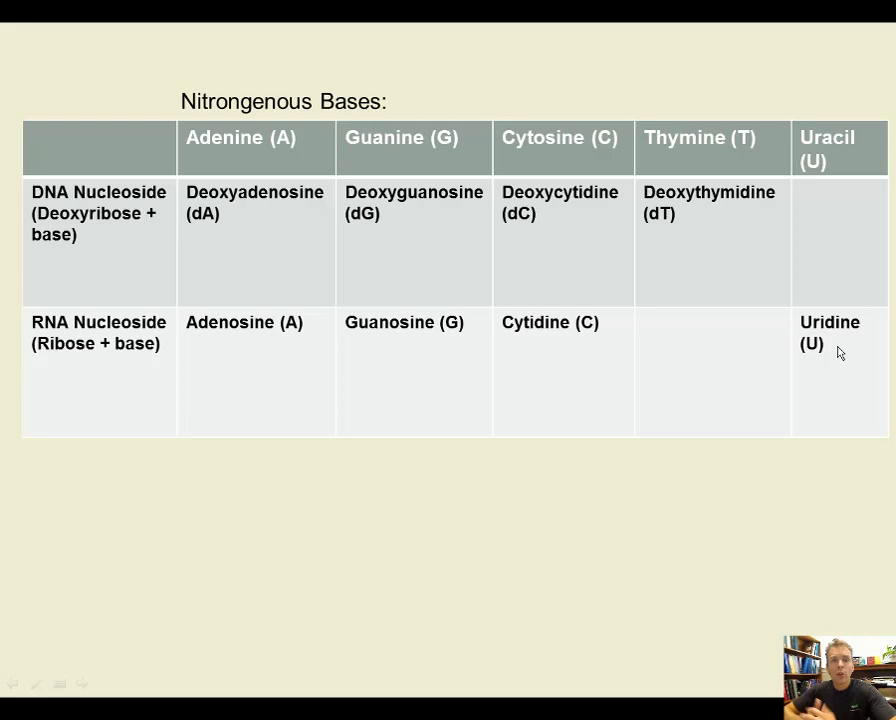 Nitrongenous Bases:
Adenine (A) Guanine (G) Cytosine (C) Thymine (T) Uracil
(U)
DNA Nucleoside Deoxyadenosine Deoxyguanosine Deoxycytidine Deoxythymidine
(Deoxyribose + (dA) (dG) (dC) (dT)
base)
RNA Nucleoside Adenosine (A) Guanosine (G) Cytidine (C) Uridine
(Ribose + base) (U)